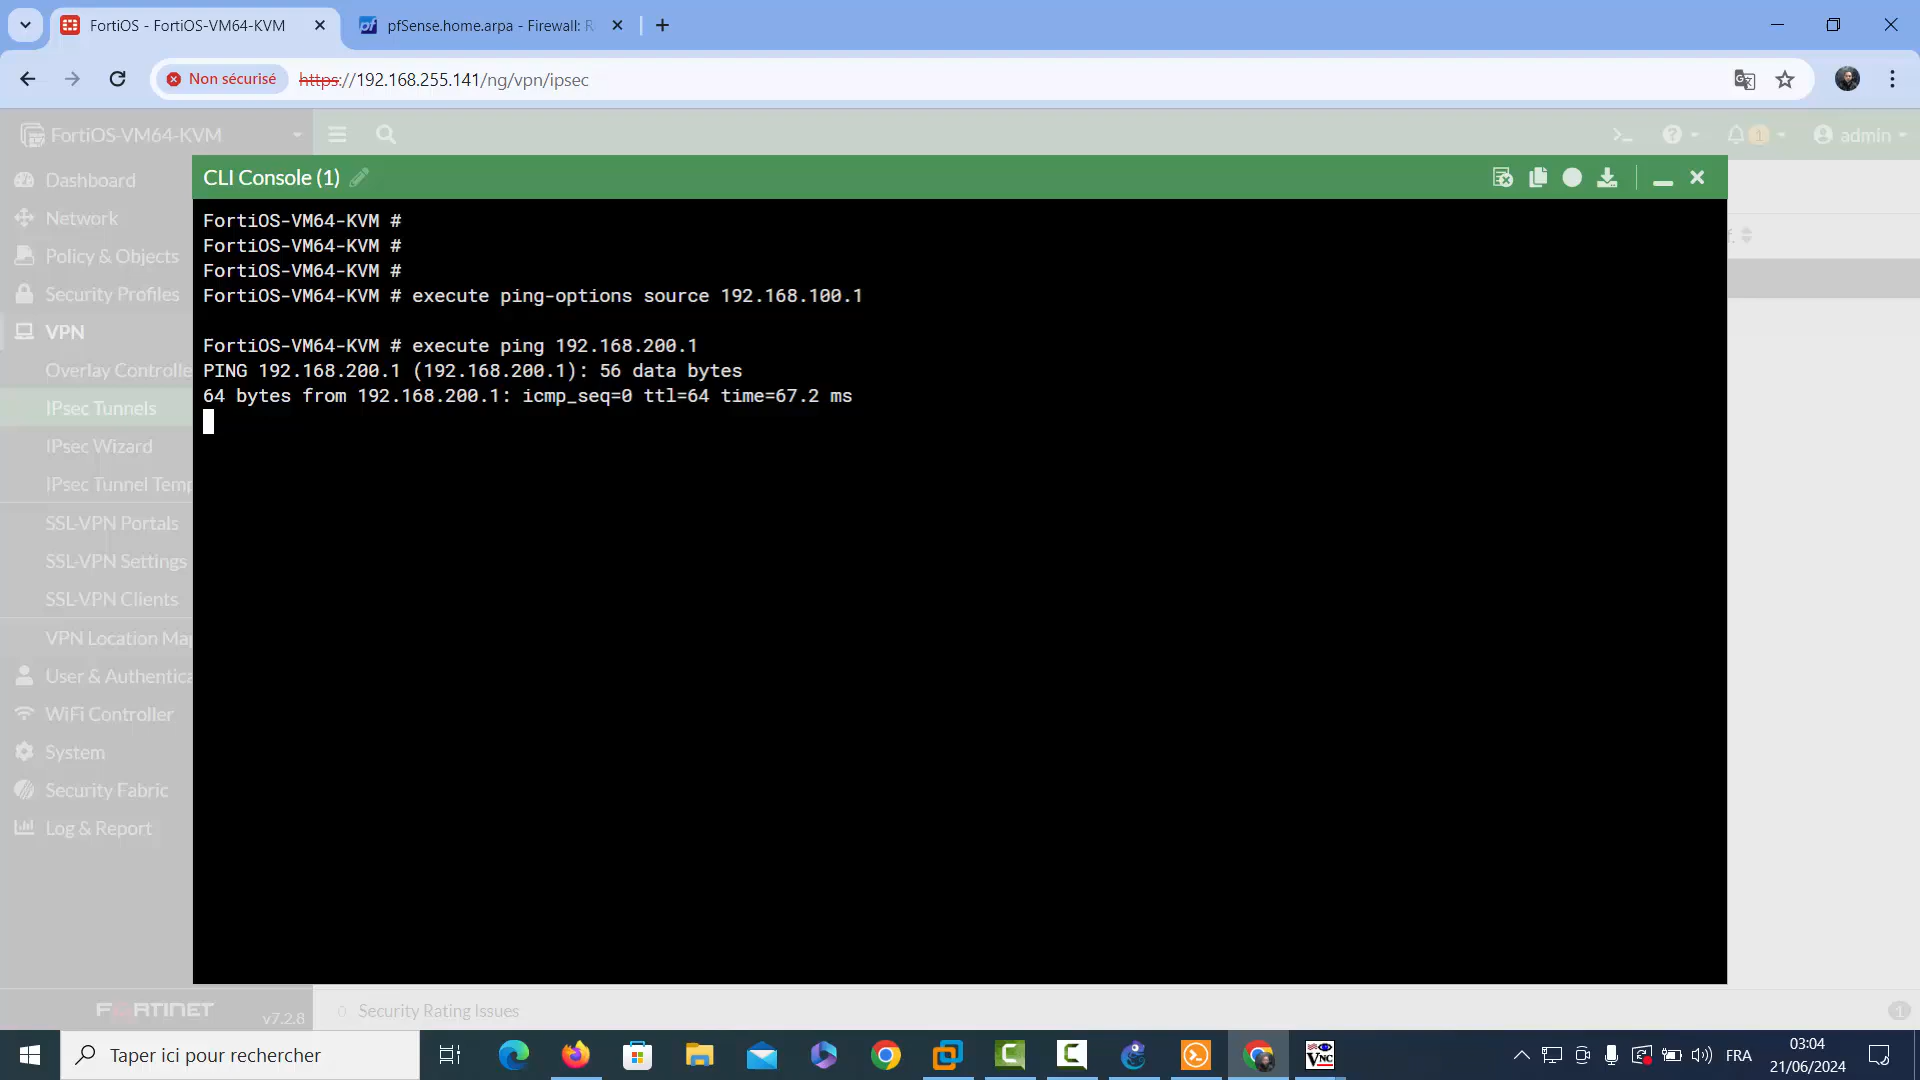 FortiOS - FortiOS-VM64-KVM
pfSense.home.arpa - Firewall: R
Non sécurisé
https://192.168.255.141/ng/vpn/ipsec
FortiOS-VM64-KVM
1
admin
CLI Console (1)
Dashboard
Network
Policy & Objects
Security Profiles
VPN
Overlay Controlle
IPsec Tunnels
IPsec Wizard
IPsec Tunnel Temp
SSL-VPN Portals
SSL-VPN Settings
SSL-VPN Clients
VPN Location Map
User & Authentica
WiFi Controller
System
Security Fabric
Log & Report
FortiOS-VM64-KVM #
FortiOS-VM64-KVM #
FortiOS-VM64-KVM #
FortiOS-VM64-KVM # execute ping-options source 192.168.100.1
FortiOS-VM64-KVM # execute ping 192.168.200.1
PING 192.168.200.1 (192.168.200.1): 56 data bytes
64 bytes from 192.168.200.1: icmp_seq=0 ttl=64 time=67.2 ms
f.
FORTINET
v7.2.8
0 Security Rating Issues
1
Taper ici pour rechercher
VNC
FRA
03:04
21/06/2024